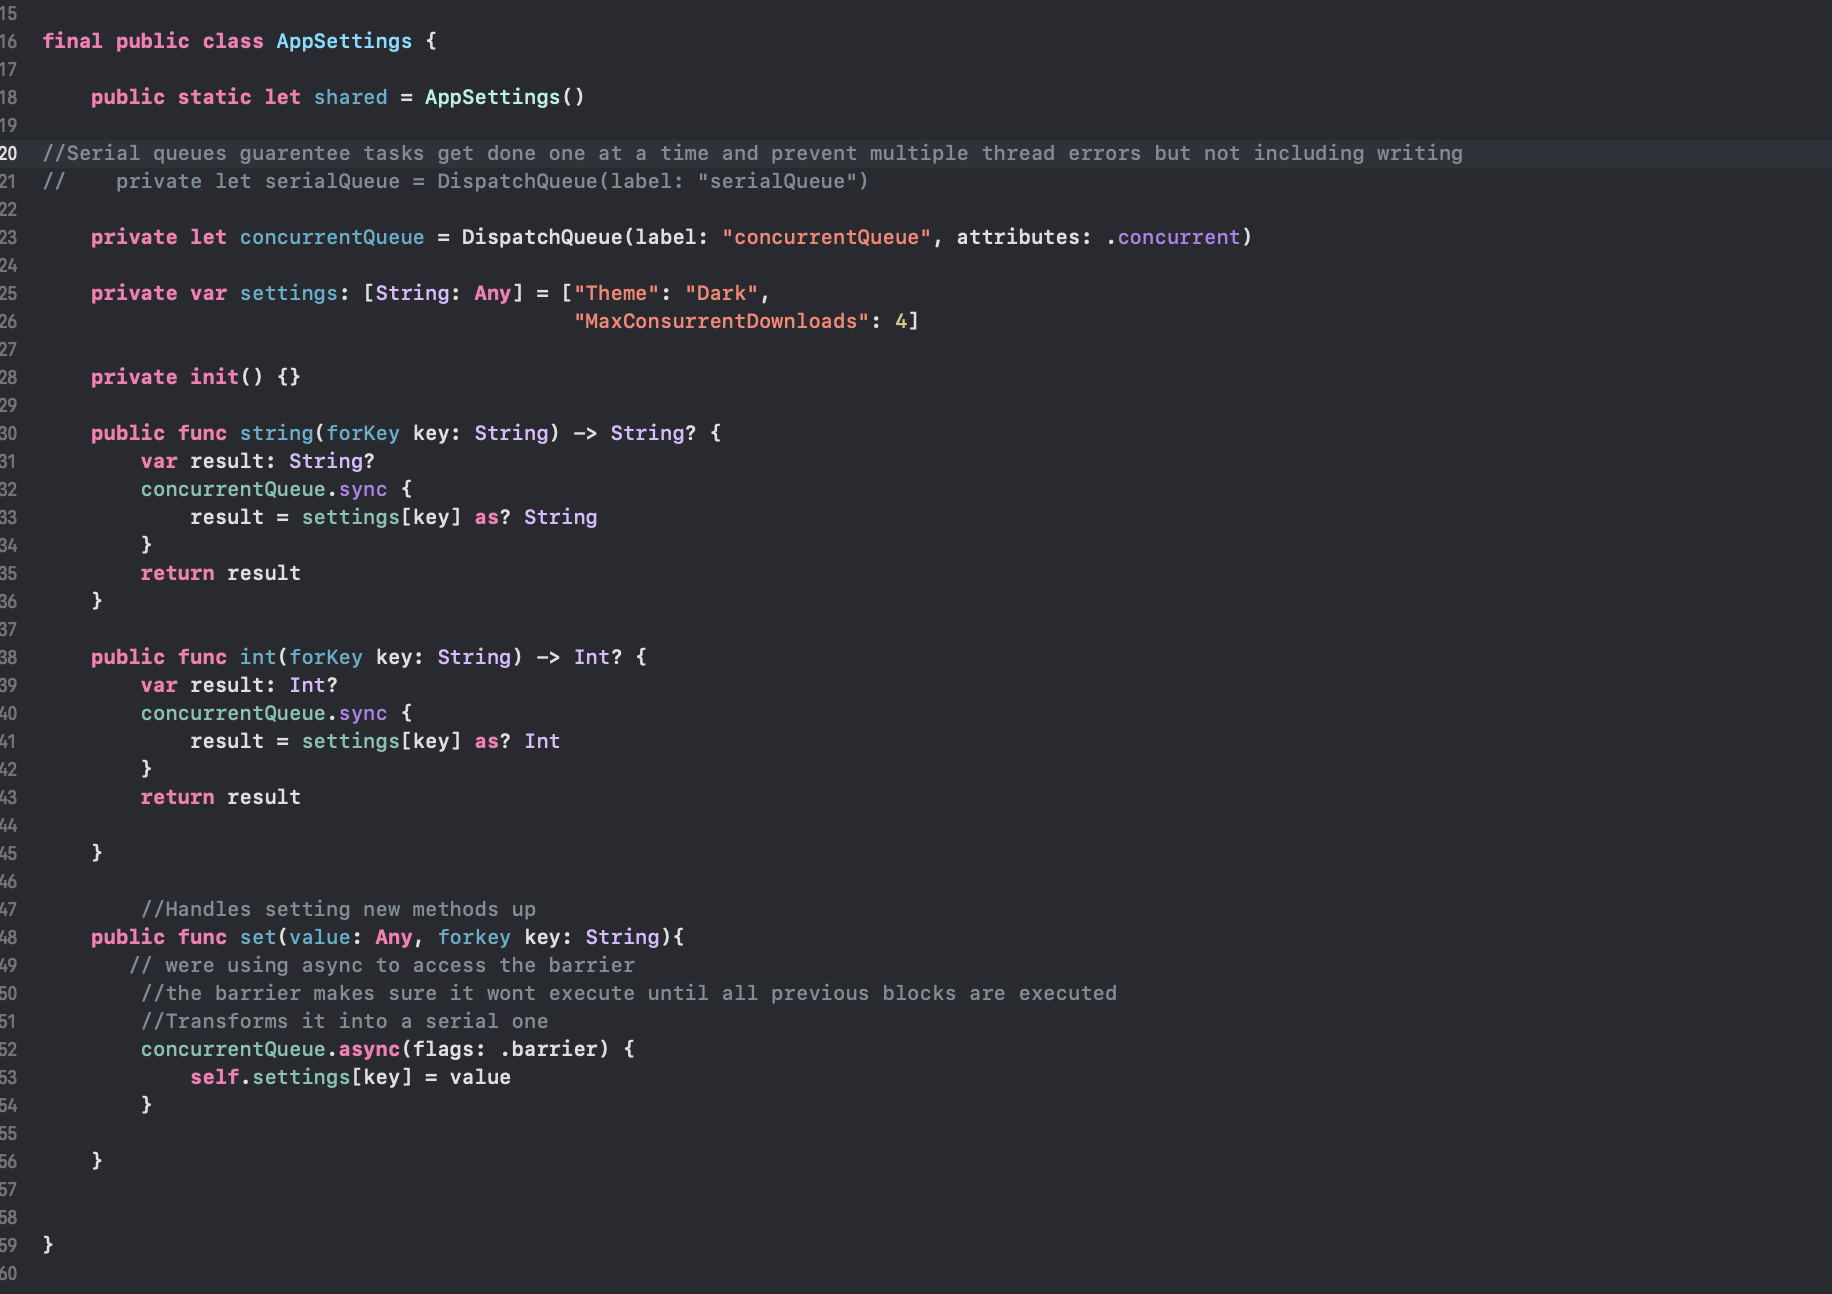 15
16 final public class AppSettings {
17
18     public static let shared = AppSettings()
19
20 //Serial queues guarentee tasks get done one at a time and prevent multiple thread errors but not including writing
21 //    private let serialQueue = DispatchQueue(label: "serialQueue")
22
23     private let concurrentQueue = DispatchQueue(label: "concurrentQueue", attributes: .concurrent)
24
25     private var settings: [String: Any] = ["Theme": "Dark",
26                                            "MaxConsurrentDownloads": 4]
27
28     private init() {}
29
30     public func string(forKey key: String) -> String? {
31         var result: String?
32         concurrentQueue.sync {
33             result = settings[key] as? String
34         }
35         return result
36     }
37
38     public func int(forKey key: String) -> Int? {
39         var result: Int?
40         concurrentQueue.sync {
41             result = settings[key] as? Int
42         }
43         return result
44
45     }
46
47         //Handles setting new methods up
48     public func set(value: Any, forkey key: String){
49        // were using async to access the barrier
50         //the barrier makes sure it wont execute until all previous blocks are executed
51         //Transforms it into a serial one
52         concurrentQueue.async(flags: .barrier) {
53             self.settings[key] = value
54         }
55
56     }
57
58
59 }
60